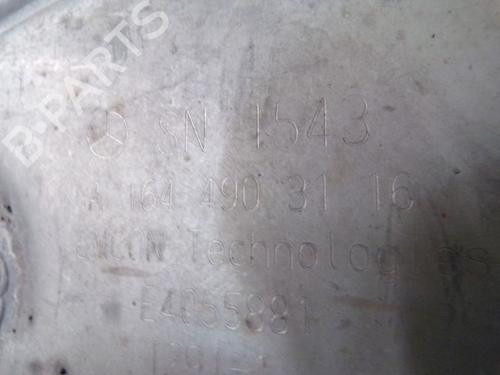 B-PARTS
SN 1543
A 164 490 31 16
Technologies
E4055881